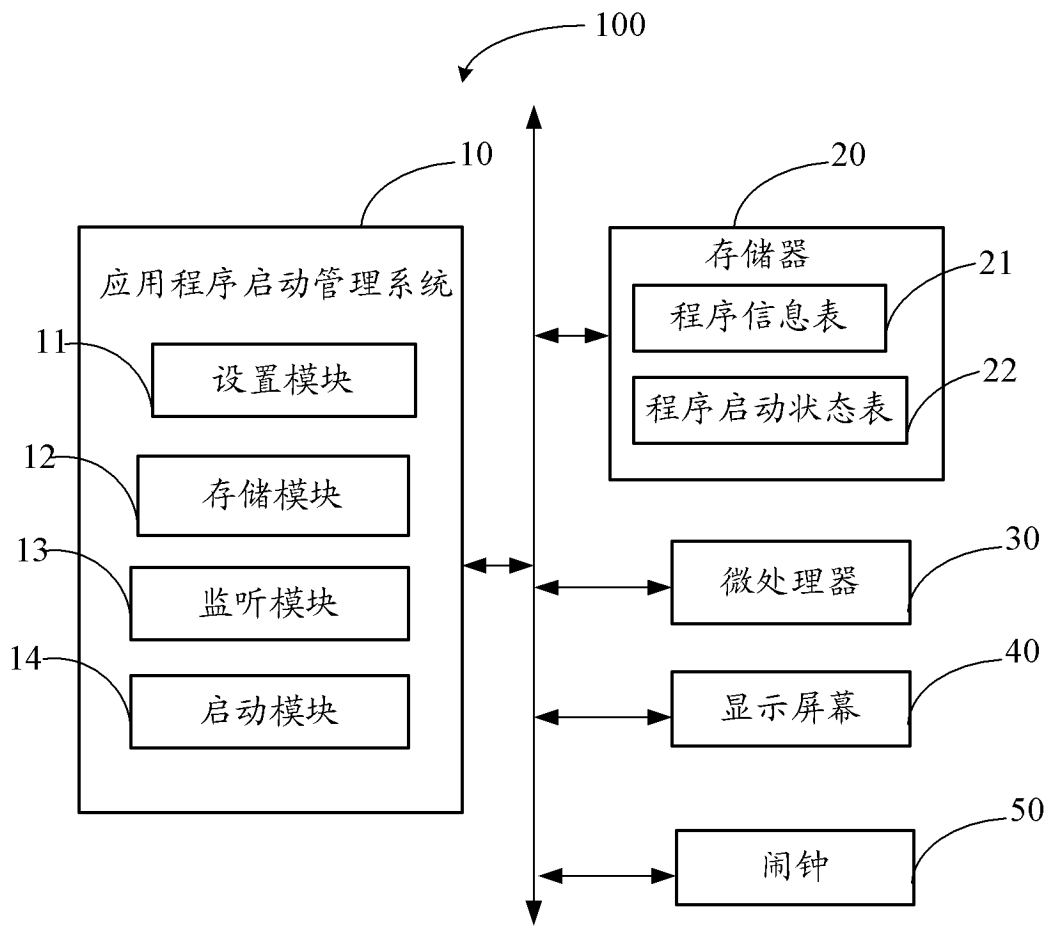 100
10
20
应用程序启动管理系统
11
设置模块
12
存储模块
13
监听模块
14
启动模块
存储器
21
程序信息表
22
程序启动状态表
30
微处理器
40
显示屏幕
50
闹钟